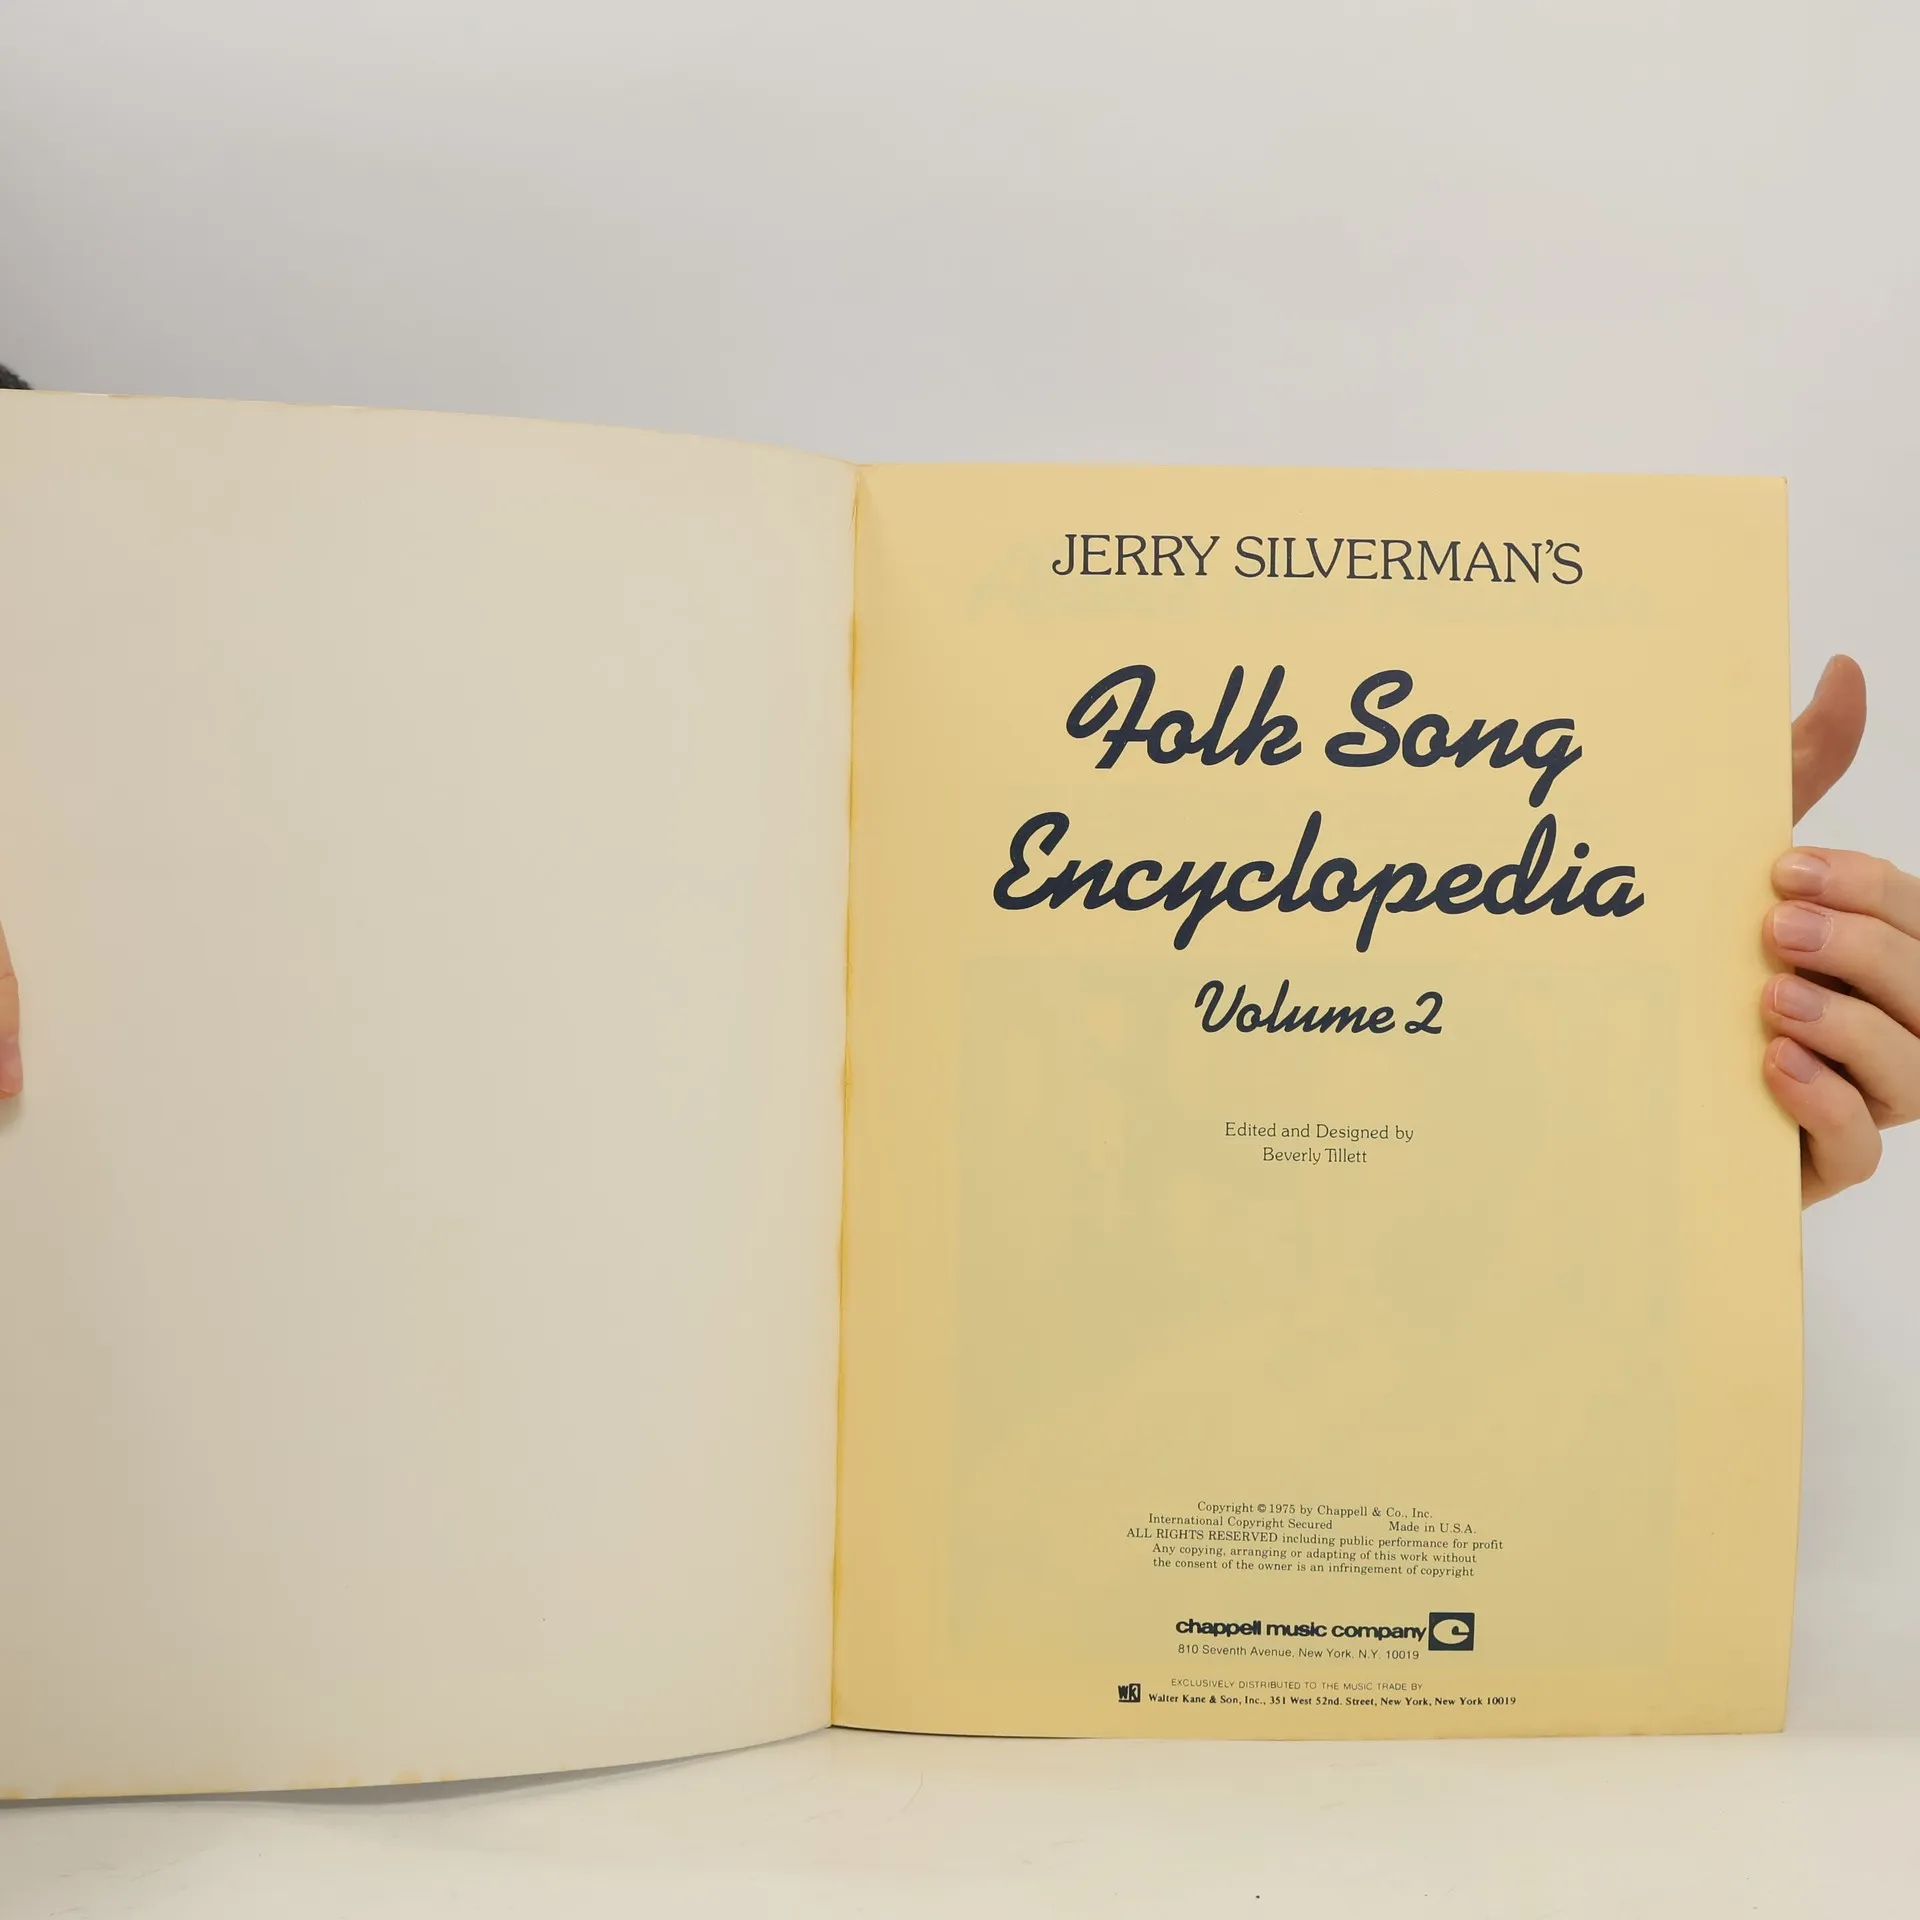 JERRY SILVERMAN'S
Folk Song
Encyclopedia
Volume 2
Edited and Designed by
Beverly Tillett
Copyright © 1975 by Chappell & Co., Inc.
International Copyright Secured Made in U.S.A.
ALL RIGHTS RESERVED including public performance for profit
Any copying, arranging or adapting of this work without
the consent of the owner is an infringement of copyright
chappell music company
810 Seventh Avenue, New York, N.Y. 10019
EXCLUSIVELY DISTRIBUTED TO THE MUSIC TRADE BY
WK Walter Kane & Son, Inc., 351 West 52nd. Street, New York, New York 10019